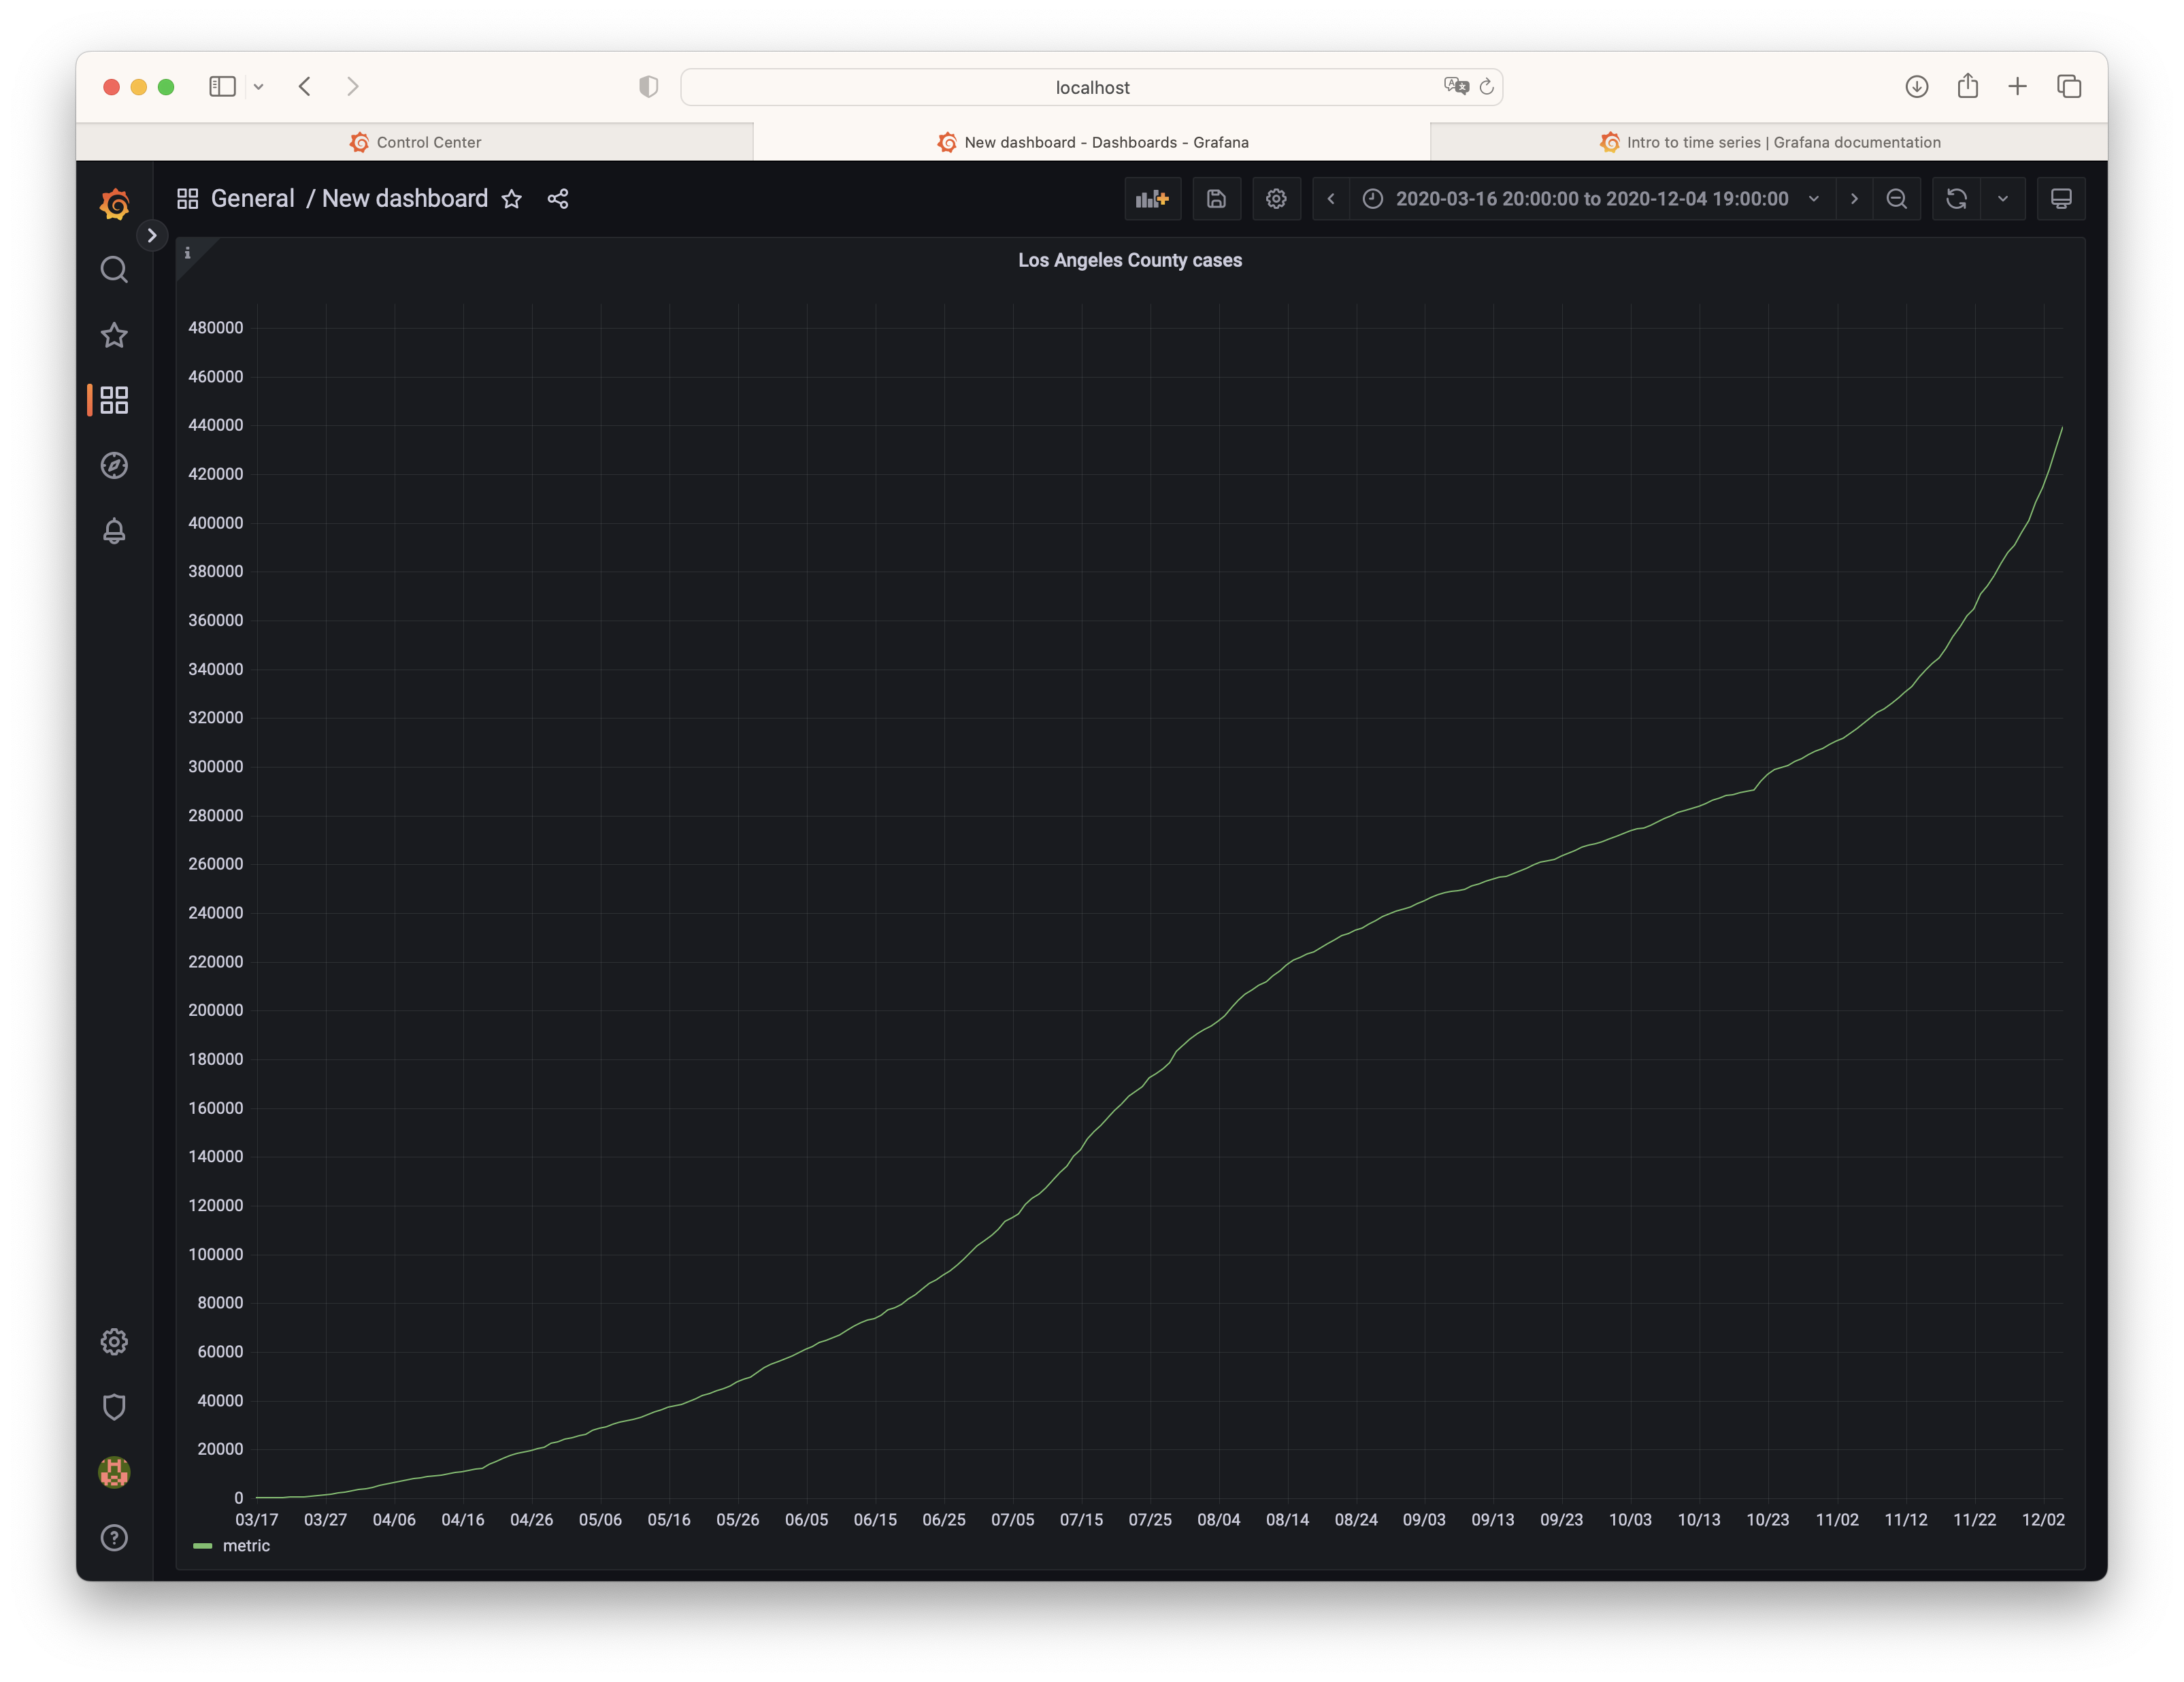 localhost
Control Center
New dashboard - Dashboards - Grafana
Intro to time series | Grafana documentation
General / New dashboard
2020-03-16 20:00:00 to 2020-12-04 19:00:00
i
Los Angeles County cases
480000
460000
440000
420000
400000
380000
360000
340000
320000
300000
280000
260000
240000
220000
200000
180000
160000
140000
120000
100000
80000
60000
40000
20000
0
03/17 03/27 04/06 04/16 04/26 05/06 05/16 05/26 06/05 06/15 06/25 07/05 07/15 07/25 08/04 08/14 08/24 09/03 09/13 09/23 10/03 10/13 10/23 11/02 11/12 11/22 12/02
metric